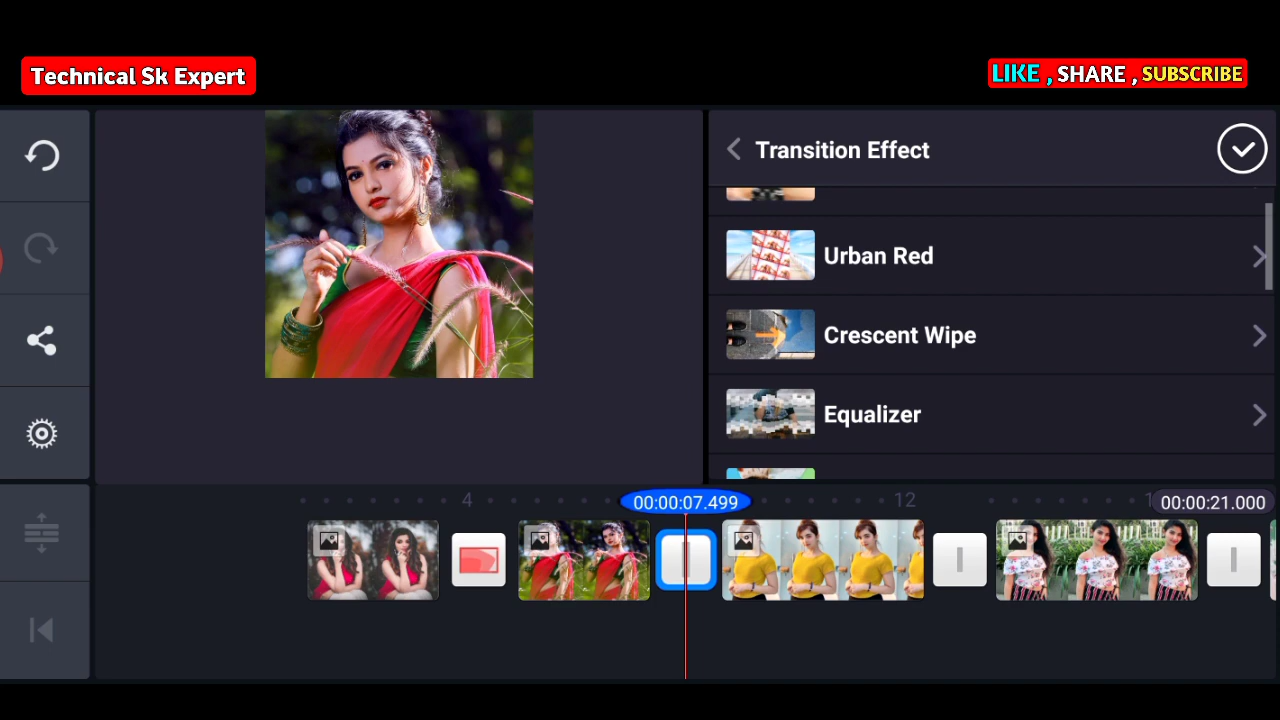 Technical Sk Expert
LIKE , SHARE , SUBSCRIBE
Transition Effect
Urban Red
Crescent Wipe
Equalizer
4
00:00:07.499
12
00:00:21.000